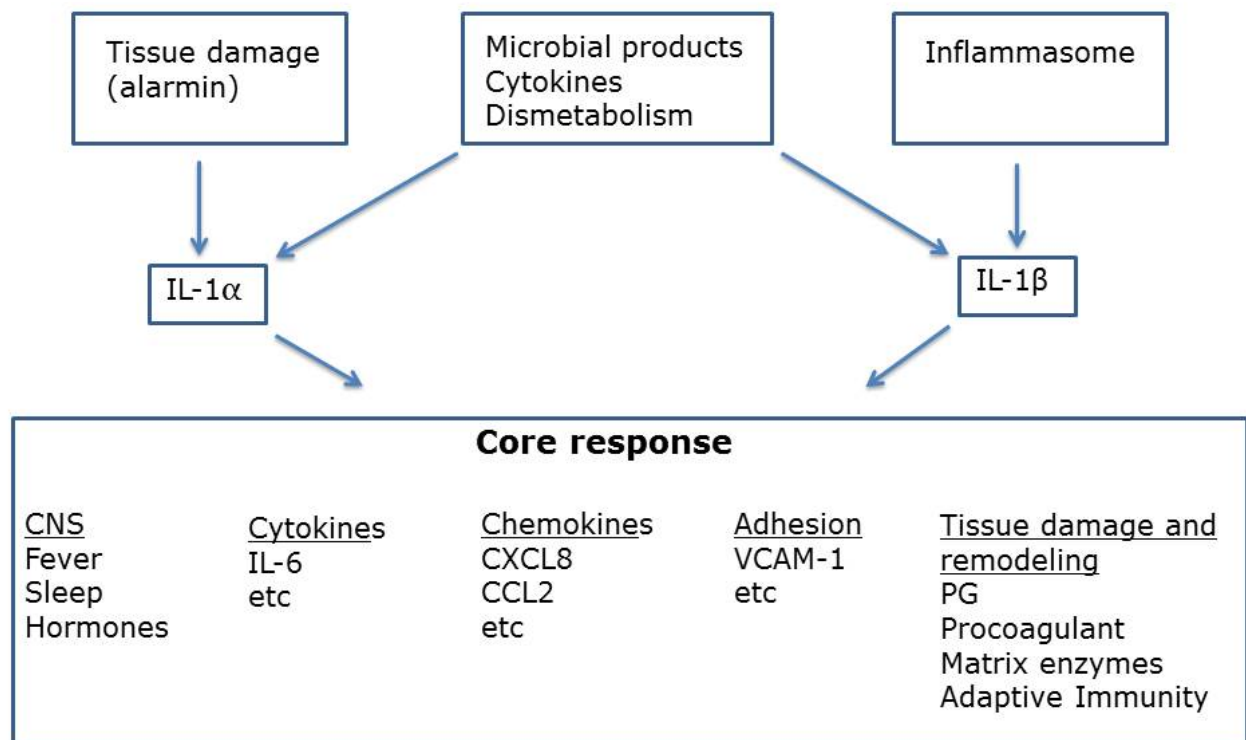 Tissue damage
(alarmin)
Microbial products
Cytokines
Dismetabolism
Inflammasome
IL-1α
IL-1β
Core response
CNS
Fever
Sleep
Hormones
Cytokines
IL-6
etc
Chemokines
CXCL8
CCL2
etc
Adhesion
VCAM-1
etc
Tissue damage and
remodeling
PG
Procoagulant
Matrix enzymes
Adaptive Immunity